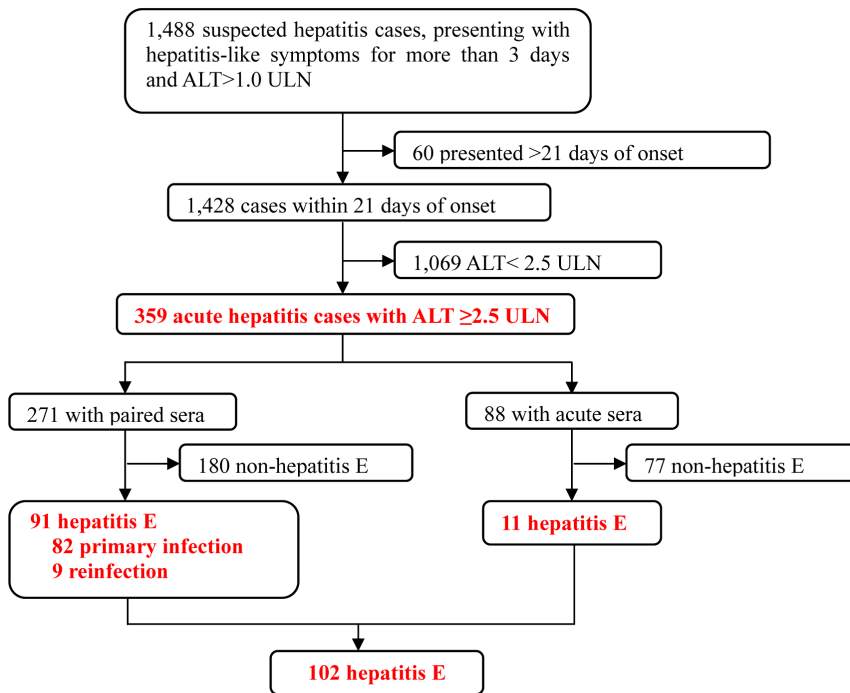 1,488 suspected hepatitis cases, presenting with
hepatitis-like symptoms for more than 3 days
and ALT>1.0 ULN
60 presented >21 days of onset
1,428 cases within 21 days of onset
1,069 ALT< 2.5 ULN
359 acute hepatitis cases with ALT ≥2.5 ULN
271 with paired sera
88 with acute sera
180 non-hepatitis E
77 non-hepatitis E
91 hepatitis E
82 primary infection
9 reinfection
11 hepatitis E
102 hepatitis E